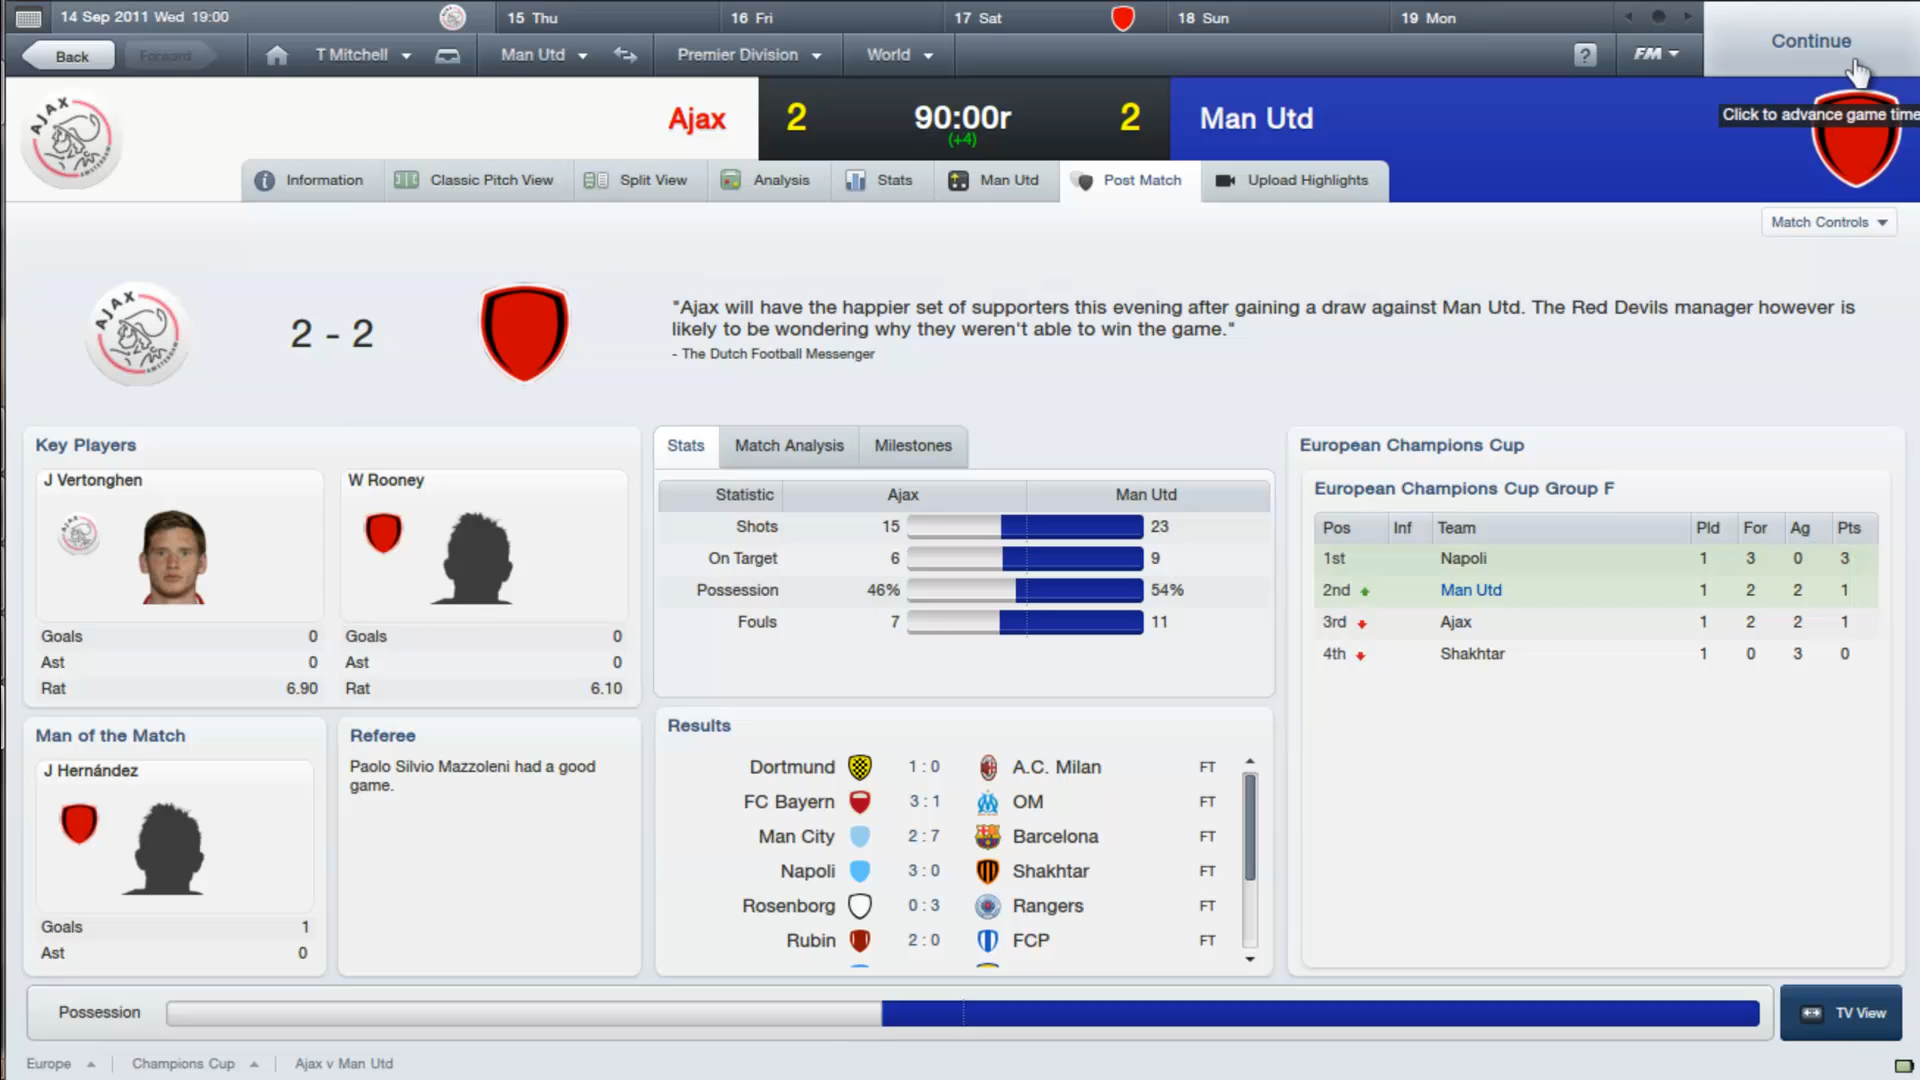 14 Sep 2011 Wed 19:00
15 Thu
16 Fri
17 Sat
18 Sun
19 Mon
Continue
Back
Forward
T Mitchell
Man Utd
Premier Division
World
?
FM
Click to advance game time
AJAX
AMSTERDAM
Ajax
2
90:00r
(+4)
2
Man Utd
Information
Classic Pitch View
Split View
Analysis
Stats
Man Utd
Post Match
Upload Highlights
Match Controls
AJAX
AMSTERDAM
2 - 2
"Ajax will have the happier set of supporters this evening after gaining a draw against Man Utd. The Red Devils manager however is
likely to be wondering why they weren't able to win the game."
- The Dutch Football Messenger
Key Players
J Vertonghen
Goals 0
Ast 0
Rat 6.90
W Rooney
Goals 0
Ast 0
Rat 6.10
Man of the Match
J Hernández
Goals 1
Ast 0
Referee
Paolo Silvio Mazzoleni had a good
game.
Stats
Match Analysis
Milestones
Statistic Ajax Man Utd
Shots 15 23
On Target 6 9
Possession 46% 54%
Fouls 7 11
Results
Dortmund 1 : 0 A.C. Milan FT
FC Bayern 3 : 1 OM FT
Man City 2 : 7 Barcelona FT
Napoli 3 : 0 Shakhtar FT
Rosenborg 0 : 3 Rangers FT
Rubin 2 : 0 FCP FT
European Champions Cup
European Champions Cup Group F
Pos Inf Team Pld For Ag Pts
1st Napoli 1 3 0 3
2nd Man Utd 1 2 2 1
3rd Ajax 1 2 2 1
4th Shakhtar 1 0 3 0
Possession
TV View
Europe
Champions Cup
Ajax v Man Utd